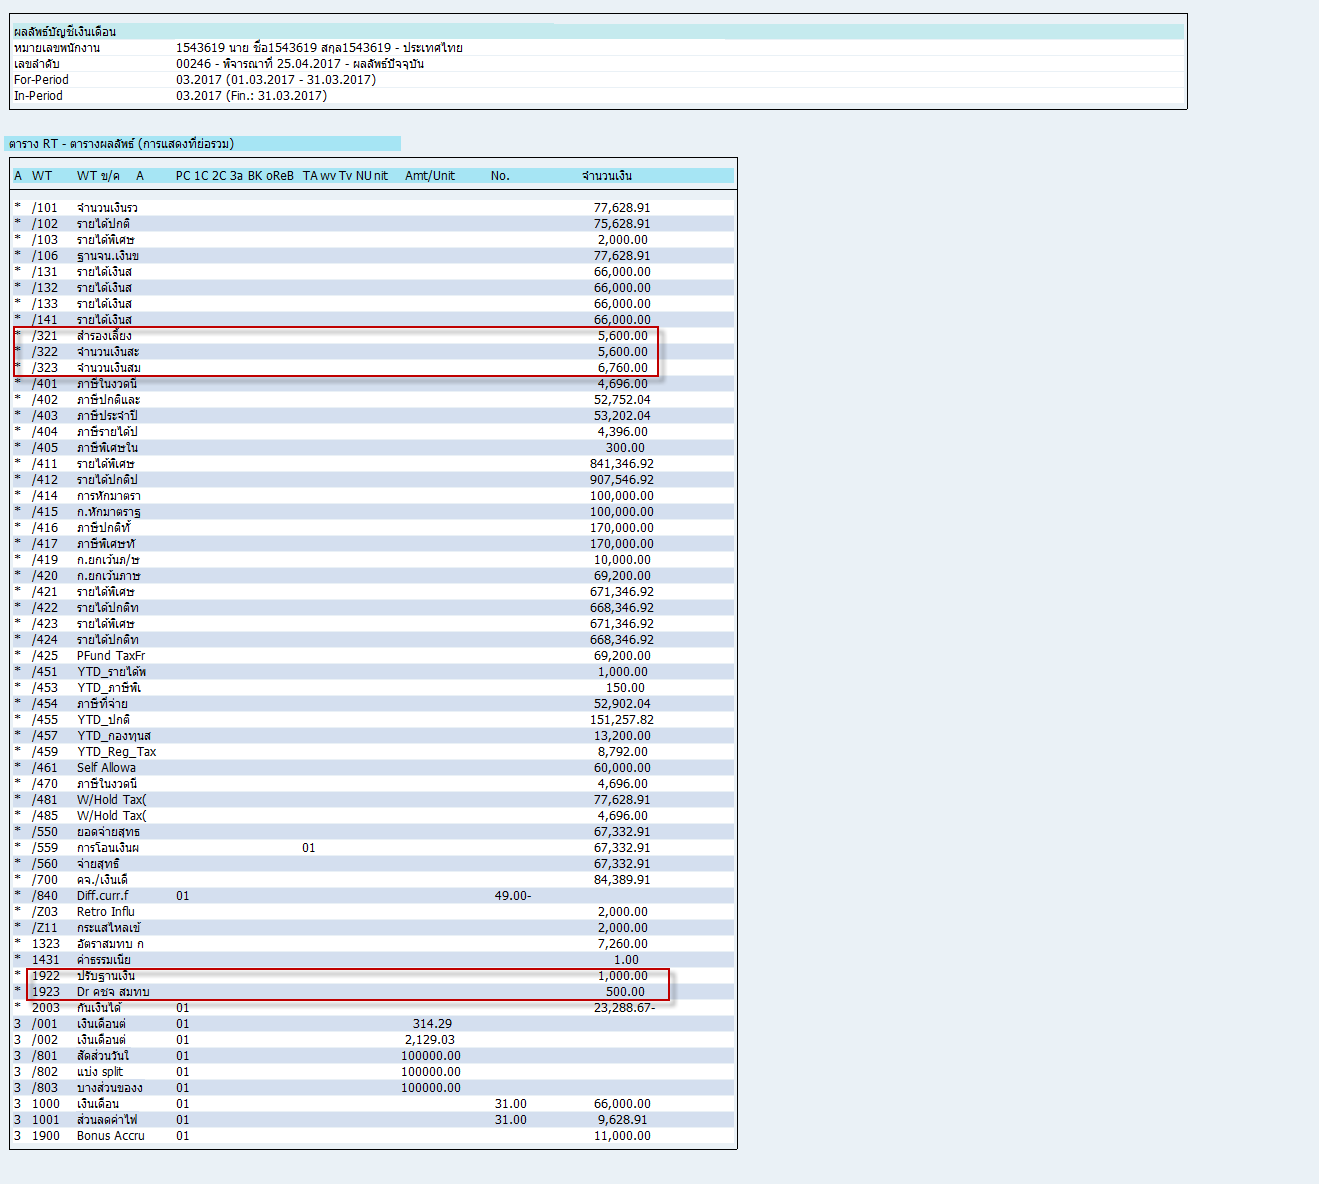 ผลลัพธ์บัญชีเงินเดือน
หมายเลขพนักงาน 1543619 นาย ชื่อ1543619 สกุล1543619 - ประเทศไทย
เลขลำดับ 00246 - พิจารณาที่ 25.04.2017 - ผลลัพธ์ปัจจุบัน
For-Period 03.2017 (01.03.2017 - 31.03.2017)
In-Period 03.2017 (Fin.: 31.03.2017)
ตาราง RT - ตารางผลลัพธ์ (การแสดงที่ย่อรวม)
A WT WT ข/ค A PC 1C 2C 3a BK oReB TA wv Tv NU nit Amt/Unit No. จำนวนเงิน
* /101 จำนวนเงินรว 77,628.91
* /102 รายได้ปกติ 75,628.91
* /103 รายได้พิเศษ 2,000.00
* /106 ฐานจน.เงินข 77,628.91
* /131 รายได้เงินส 66,000.00
* /132 รายได้เงินส 66,000.00
* /133 รายได้เงินส 66,000.00
* /141 รายได้เงินส 66,000.00
* /321 สำรองเลี้ยง 5,600.00
* /322 จำนวนเงินสะ 5,600.00
* /323 จำนวนเงินสม 6,760.00
* /401 ภาษีในงวดนี้ 4,696.00
* /402 ภาษีปกติและ 52,752.04
* /403 ภาษีประจำปี 53,202.04
* /404 ภาษีรายได้ป 4,396.00
* /405 ภาษีพิเศษใน 300.00
* /411 รายได้พิเศษ 841,346.92
* /412 รายได้ปกติป 907,546.92
* /414 การหักมาตรา 100,000.00
* /415 ก.หักมาตราฐ 100,000.00
* /416 ภาษีปกติทั้ 170,000.00
* /417 ภาษีพิเศษทั 170,000.00
* /419 ก.ยกเว้นภ/ษ 10,000.00
* /420 ก.ยกเว้นภาษ 69,200.00
* /421 รายได้พิเศษ 671,346.92
* /422 รายได้ปกติท 668,346.92
* /423 รายได้พิเศษ 671,346.92
* /424 รายได้ปกติท 668,346.92
* /425 PFund TaxFr 69,200.00
* /451 YTD_รายได้พ 1,000.00
* /453 YTD_ภาษีพิเ 150.00
* /454 ภาษีที่จ่าย 52,902.04
* /455 YTD_ปกติ 151,257.82
* /457 YTD_กองทุนส 13,200.00
* /459 YTD_Reg_Tax 8,792.00
* /461 Self Allowa 60,000.00
* /470 ภาษีในงวดนี้ 4,696.00
* /481 W/Hold Tax( 77,628.91
* /485 W/Hold Tax( 4,696.00
* /550 ยอดจ่ายสุทธ 67,332.91
* /559 การโอนเงินผ 01 67,332.91
* /560 จ่ายสุทธิ 67,332.91
* /700 คจ./เงินเดื 84,389.91
* /840 Diff.curr.f 01 49.00-
* /Z03 Retro Influ 2,000.00
* /Z11 กระแสไหลเข้ 2,000.00
* 1323 อัตราสมทบ ก 7,260.00
* 1431 ค่าธรรมเนีย 1.00
* 1922 ปรับฐานเงิน 1,000.00
* 1923 Dr คชจ สมทบ 500.00
* 2003 กันเงินได้ 01 23,288.67-
3 /001 เงินเดือนต่ 01 314.29
3 /002 เงินเดือนต่ 01 2,129.03
3 /801 สัดส่วนวันใ 01 100000.00
3 /802 แบ่ง split 01 100000.00
3 /803 บางส่วนของง 01 100000.00
3 1000 เงินเดือน 01 31.00 66,000.00
3 1001 ส่วนลดค่าไฟ 01 31.00 9,628.91
3 1900 Bonus Accru 01 11,000.00